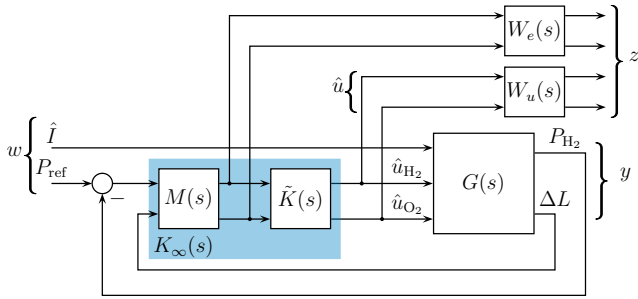 W_e(s)
z
û
W_u(s)
w
Î
P_H₂
P_ref
−
M(s)
K̃(s)
û_H₂
û_O₂
G(s)
y
ΔL
K_∞(s)